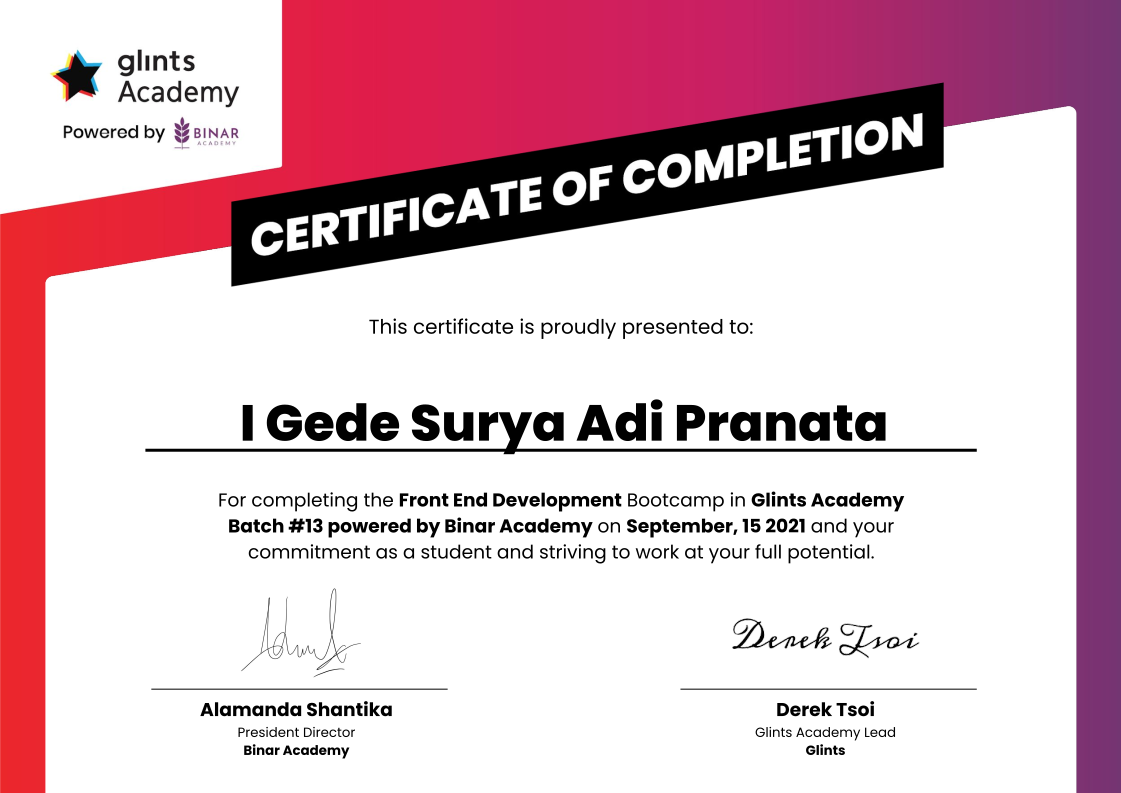 glints
Academy
Powered by BINAR
ACADEMY
CERTIFICATE OF COMPLETION
This certificate is proudly presented to:
I Gede Surya Adi Pranata
For completing the Front End Development Bootcamp in Glints Academy
Batch #13 powered by Binar Academy on September, 15 2021 and your
commitment as a student and striving to work at your full potential.
Derek Tsoi
Alamanda Shantika
President Director
Binar Academy
Derek Tsoi
Glints Academy Lead
Glints